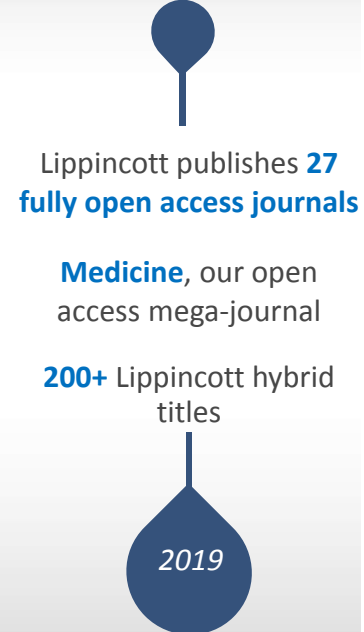 Lippincott publishes 27
fully open access journals
Medicine, our open
access mega-journal
200+ Lippincott hybrid
titles
2019